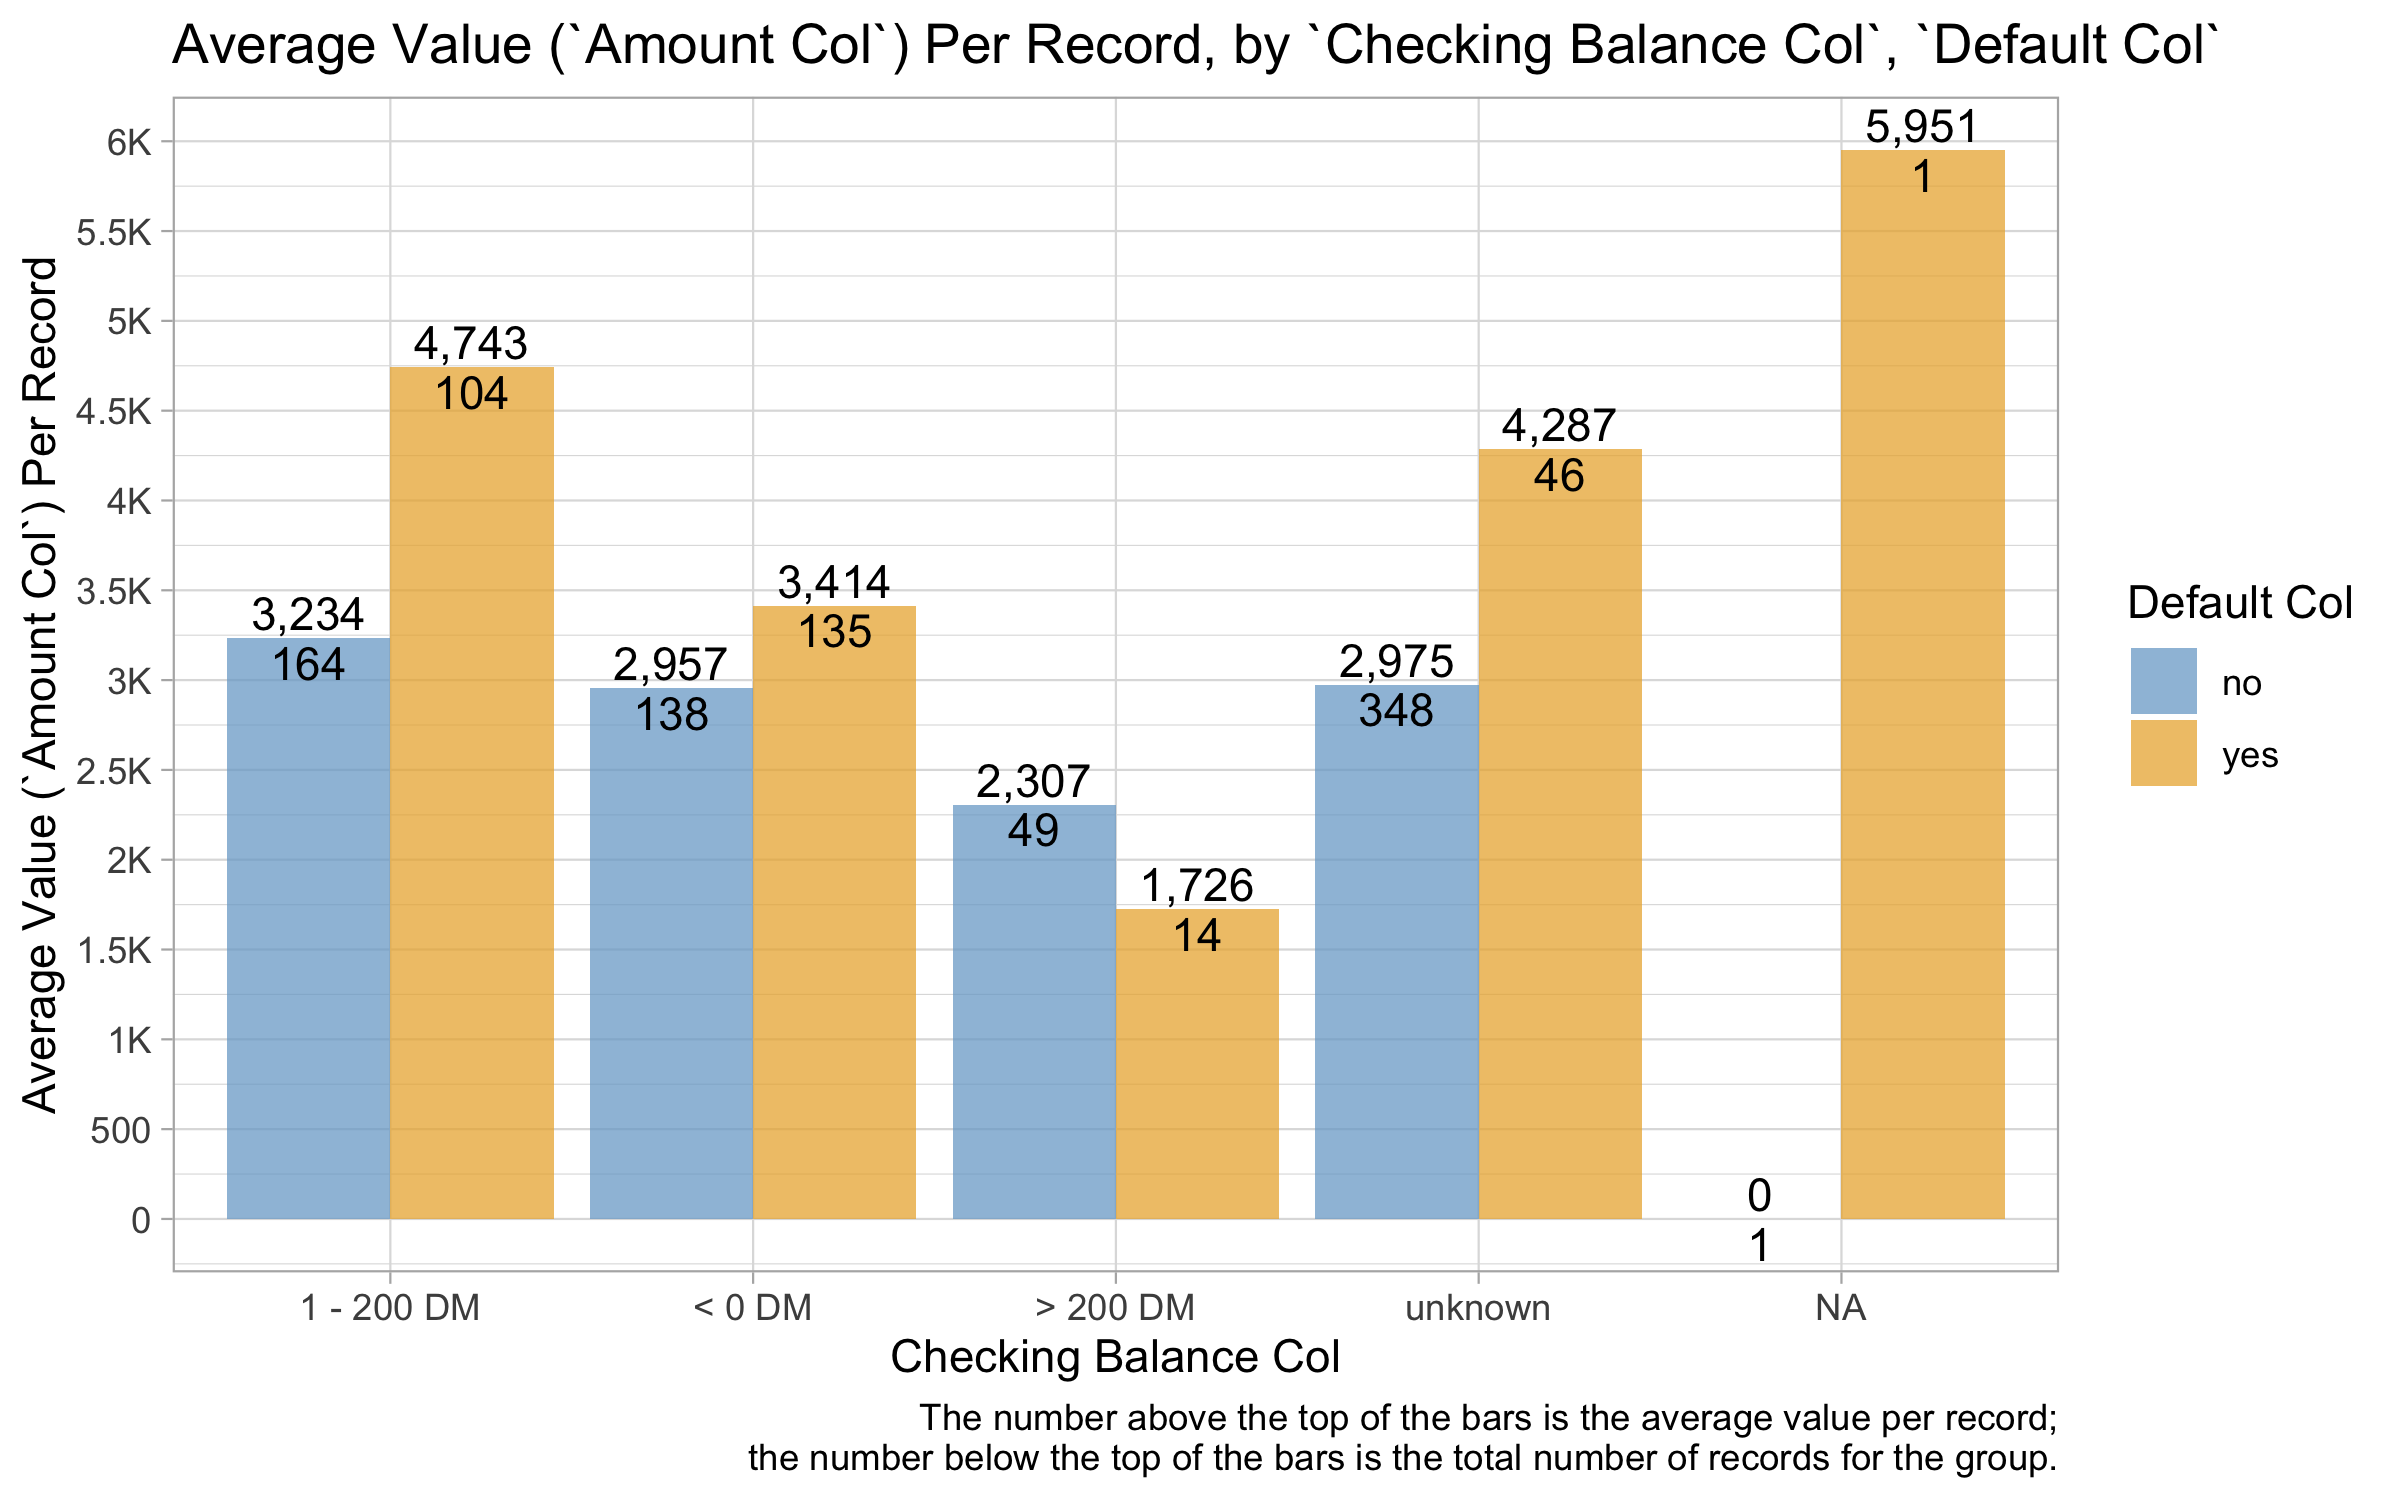 Average Value (`Amount Col`) Per Record, by `Checking Balance Col`, `Default Col`
Average Value (`Amount Col`) Per Record
6K
5.5K
5K
4.5K
4K
3.5K
3K
2.5K
2K
1.5K
1K
500
0
3,234
164
4,743
104
2,957
138
3,414
135
2,307
49
1,726
14
2,975
348
4,287
46
0
1
5,951
1
1 - 200 DM
< 0 DM
> 200 DM
unknown
NA
Checking Balance Col
Default Col
no
yes
The number above the top of the bars is the average value per record;
the number below the top of the bars is the total number of records for the group.